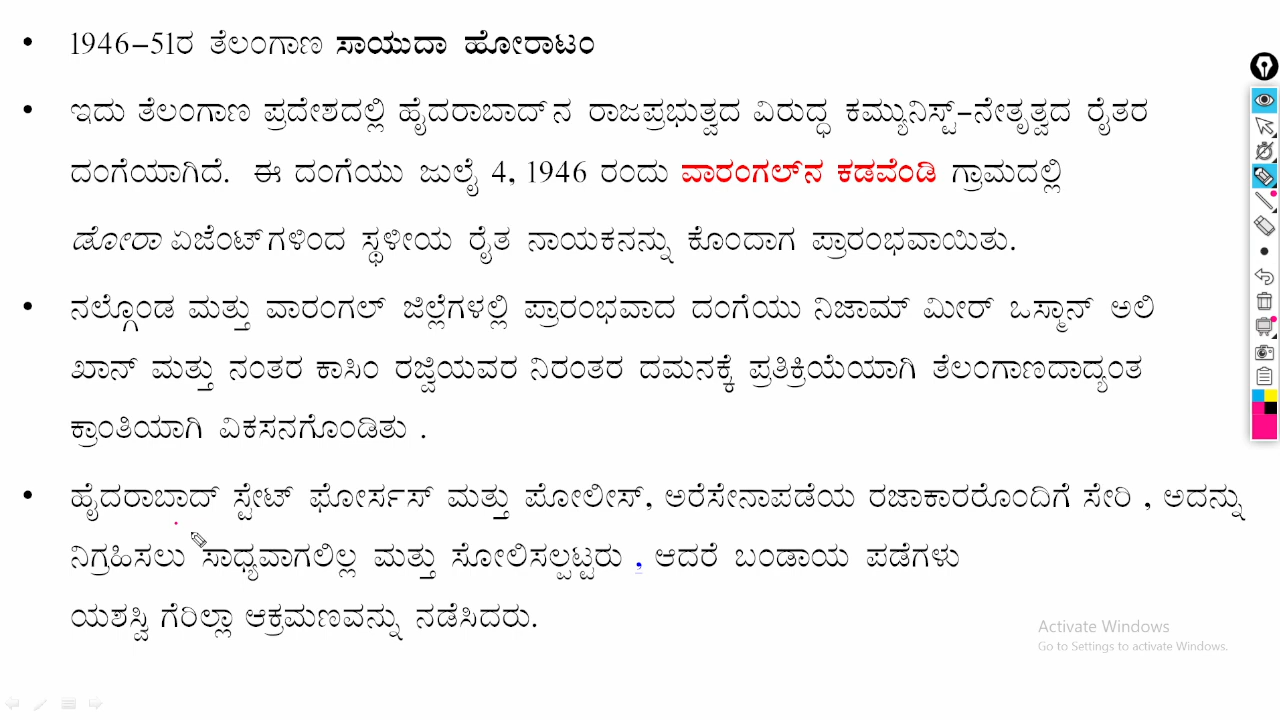 • 1946–51ರ ತೆಲಂಗಾಣ ಸಾಯುದಾ ಹೋರಾಟಂ
• ಇದು ತೆಲಂಗಾಣ ಪ್ರದೇಶದಲ್ಲಿ ಹೈದರಾಬಾದ್‌ನ ರಾಜಪ್ರಭುತ್ವದ ವಿರುದ್ಧ ಕಮ್ಯುನಿಸ್ಟ್-ನೇತೃತ್ವದ ರೈತರ
ದಂಗೆಯಾಗಿದೆ. ಈ ದಂಗೆಯು ಜುಲೈ 4, 1946 ರಂದು ವಾರಂಗಲ್‌ನ ಕಡವೆಂಡಿ ಗ್ರಾಮದಲ್ಲಿ
ಡೋರಾ ಏಜೆಂಟ್‌ಗಳಿಂದ ಸ್ಥಳೀಯ ರೈತ ನಾಯಕನನ್ನು ಕೊಂದಾಗ ಪ್ರಾರಂಭವಾಯಿತು.
• ನಲ್ಗೊಂಡ ಮತ್ತು ವಾರಂಗಲ್ ಜಿಲ್ಲೆಗಳಲ್ಲಿ ಪ್ರಾರಂಭವಾದ ದಂಗೆಯು ನಿಜಾಮ್ ಮೀರ್ ಒಸ್ಮಾನ್ ಅಲಿ
ಖಾನ್ ಮತ್ತು ನಂತರ ಕಾಸಿಂ ರಜ್ವಿಯವರ ನಿರಂತರ ದಮನಕ್ಕೆ ಪ್ರತಿಕ್ರಿಯೆಯಾಗಿ ತೆಲಂಗಾಣದಾದ್ಯಂತ
ಕ್ರಾಂತಿಯಾಗಿ ವಿಕಸನಗೊಂಡಿತು .
• ಹೈದರಾಬಾದ್ ಸ್ಟೇಟ್ ಫೋರ್ಸಸ್ ಮತ್ತು ಪೋಲೀಸ್, ಅರೆಸೇನಾಪಡೆಯ ರಜಾಕಾರರೊಂದಿಗೆ ಸೇರಿ , ಅದನ್ನು
ನಿಗ್ರಹಿಸಲು ಸಾಧ್ಯವಾಗಲಿಲ್ಲ ಮತ್ತು ಸೋಲಿಸಲ್ಪಟ್ಟರು , ಆದರೆ ಬಂಡಾಯ ಪಡೆಗಳು
ಯಶಸ್ವಿ ಗೆರಿಲ್ಲಾ ಆಕ್ರಮಣವನ್ನು ನಡೆಸಿದರು.
Activate Windows
Go to Settings to activate Windows.